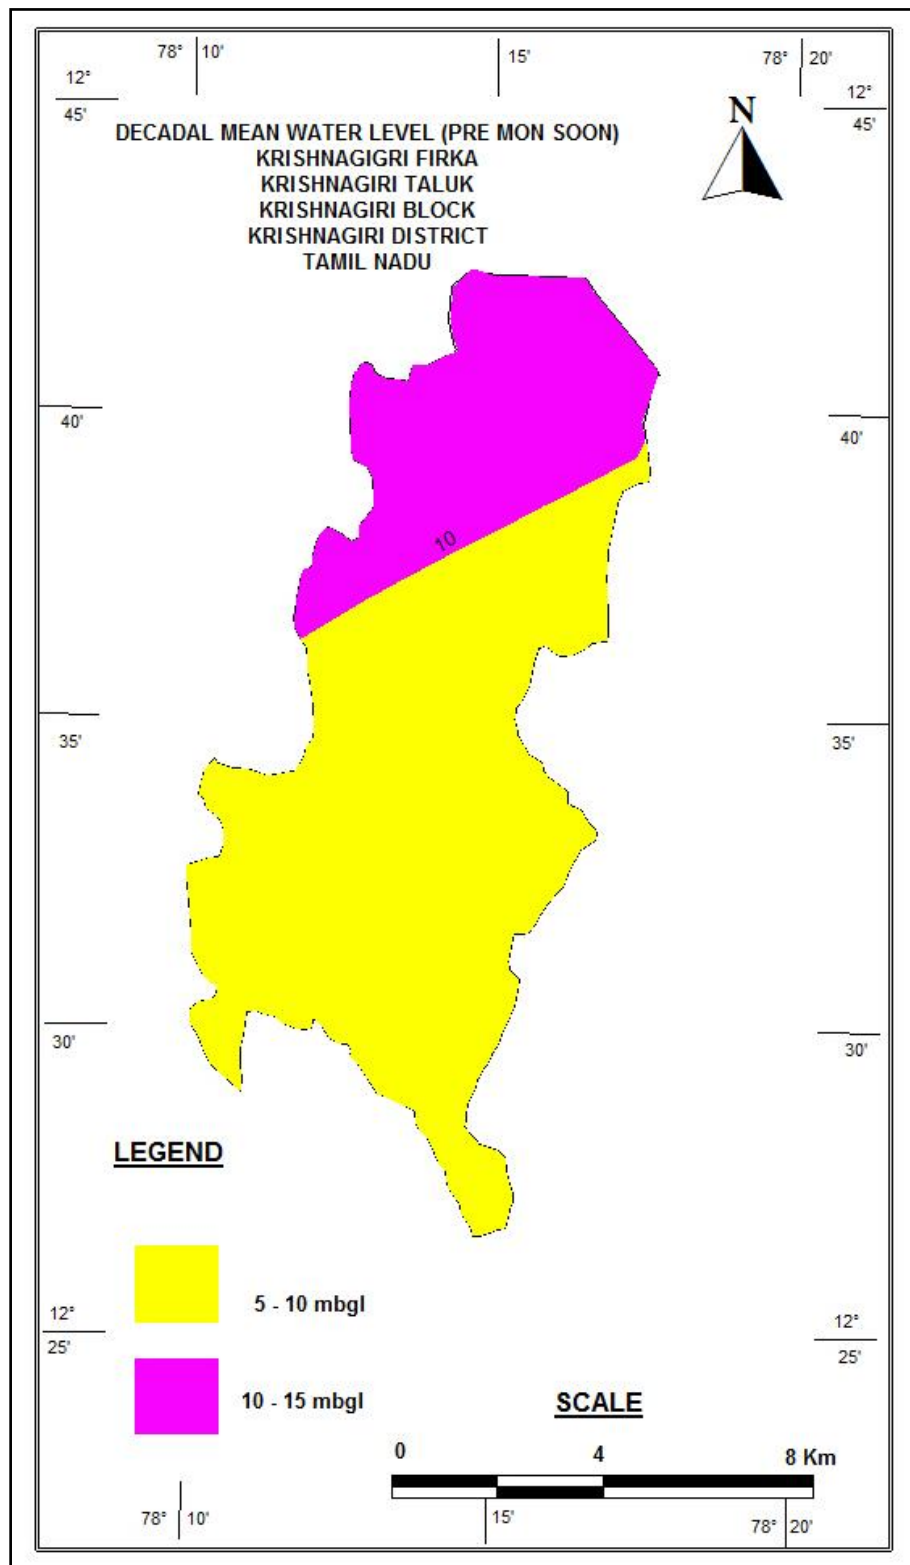 78° 10' 15' 78° 20'
12° 12°
45' 45'
N
DECADAL MEAN WATER LEVEL (PRE MON SOON)
KRISHNAGIGRI FIRKA
KRISHNAGIRI TALUK
KRISHNAGIRI BLOCK
KRISHNAGIRI DISTRICT
TAMIL NADU
40' 40'
10
35' 35'
30' 30'
LEGEND
5 - 10 mbgl
12° 12°
25' 25'
10 - 15 mbgl
SCALE
0 4 8 Km
78° 10' 15' 78° 20'